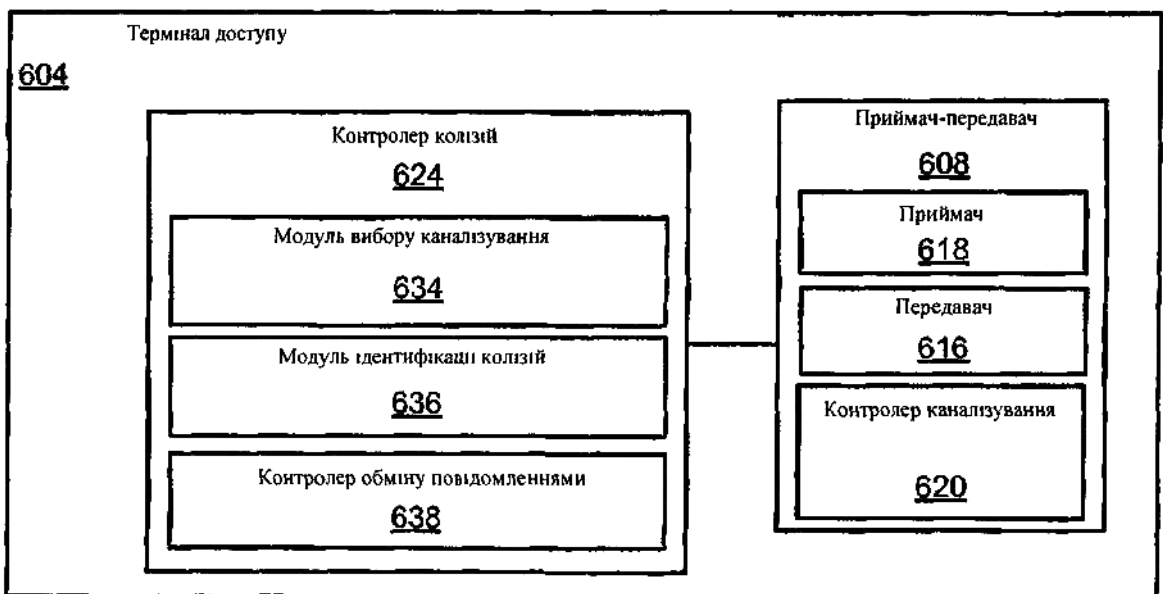 Термінал доступу
604
Контролер колізій
624
Модуль вибору каналізування
634
Модуль ідентифікації колізій
636
Контролер обміну повідомленнями
638
Приймач-передавач
608
Приймач
618
Передавач
616
Контролер каналізування
620